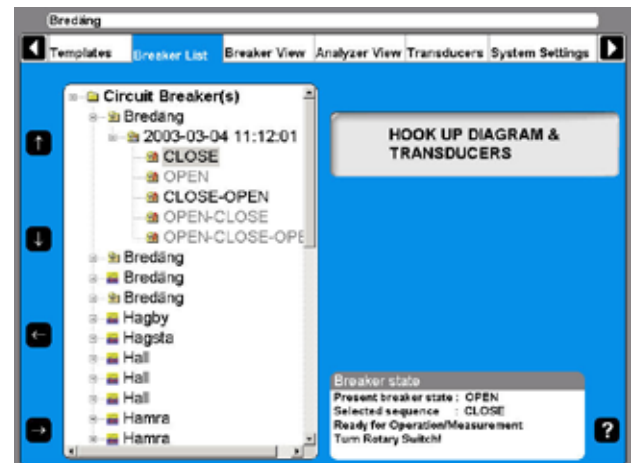 Bredäng
Templates Breaker List Breaker View Analyzer View Transducers System Settings
Circuit Breaker(s)
Bredäng
2003-03-04 11:12:01
CLOSE
OPEN
CLOSE-OPEN
OPEN-CLOSE
OPEN-CLOSE-OPE
Bredäng
Bredäng
Bredäng
Hagby
Hagsta
Hall
Hall
Hall
Hamra
Hamra
HOOK UP DIAGRAM &
TRANSDUCERS
Breaker state
Present breaker state : OPEN
Selected sequence : CLOSE
Ready for Operation/Measurement
Turn Rotary Switch!
?